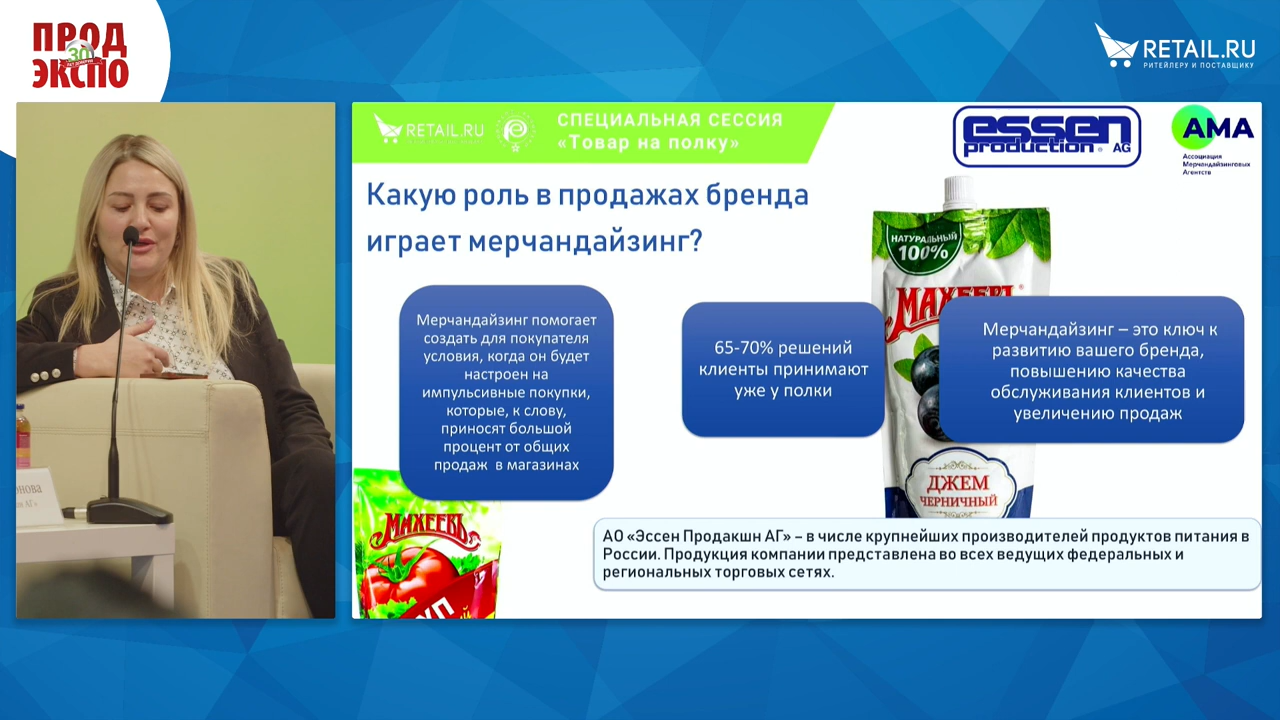 ПРОД
30
ЛЕТ ДОВЕРИЯ
ЭКСПО
RETAIL.RU
РИТЕЙЛЕРУ И ПОСТАВЩИКУ
RETAIL.RU
СПЕЦИАЛЬНАЯ СЕССИЯ
«Товар на полку»
essen
production AG
АМА
Ассоциация
Мерчандайзинговых
Агентств
Какую роль в продажах бренда
играет мерчандайзинг?
НАТУРАЛЬНЫЙ
100%
МАХЕЕВЪ
Мерчандайзинг помогает
создать для покупателя
условия, когда он будет
настроен на
импульсивные покупки,
которые, к слову,
приносят большой
процент от общих
продаж в магазинах
65-70% решений
клиенты принимают
уже у полки
Мерчандайзинг – это ключ к
развитию вашего бренда,
повышению качества
обслуживания клиентов и
увеличению продаж
ДЖЕМ
ЧЕРНИЧНЫЙ
МАХЕЕВЪ
АО «Эссен Продакшн АГ» – в числе крупнейших производителей продуктов питания в
России. Продукция компании представлена во всех ведущих федеральных и
региональных торговых сетях.